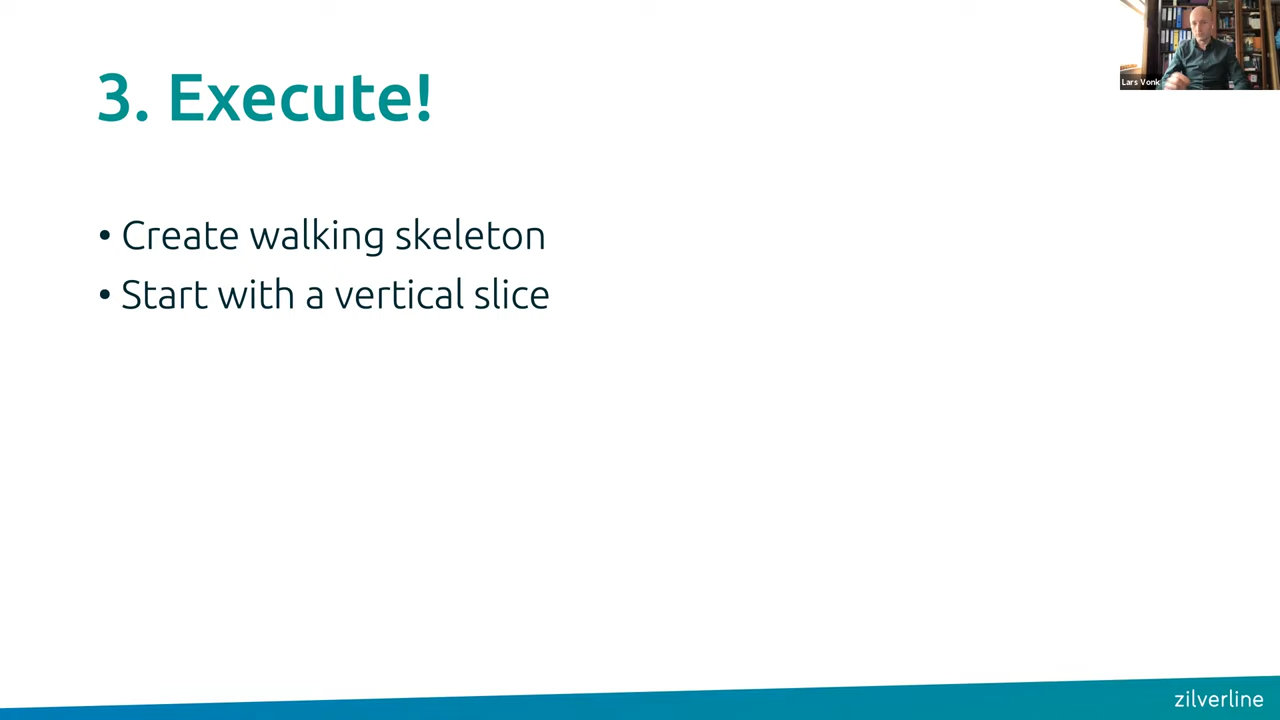 3. Execute!
Lars Vonk
• Create walking skeleton
• Start with a vertical slice
zilverline